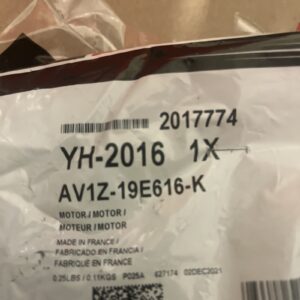 2017774
YH-2016 1X
AV1Z-19E616-K
MOTOR / MOTOR /
MOTEUR / MOTOR
MADE IN FRANCE /
FABRICADO EN FRANCIA /
FABRIQUE EN FRANCE
0.25LBS / 0.11KGS P025A 627174 02DEC2021